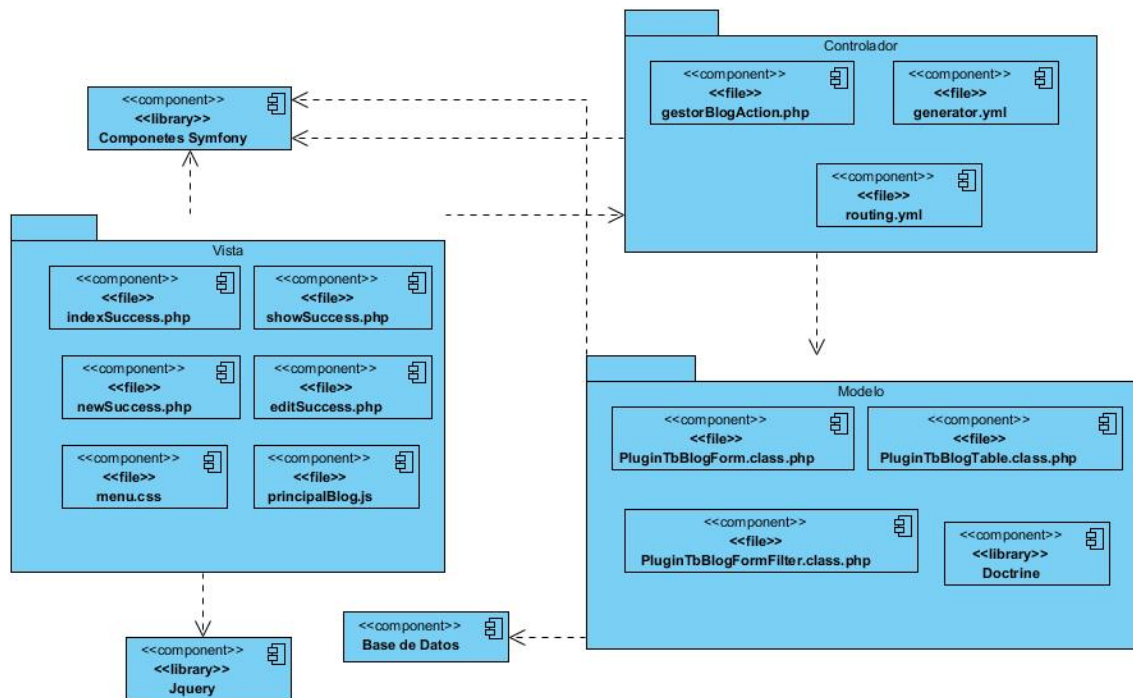 Controlador
<<component>>
<<file>>
gestorBlogAction.php
<<component>>
<<file>>
generator.yml
<<component>>
<<file>>
routing.yml
<<component>>
<<library>>
Componetes Symfony
Vista
<<component>>
<<file>>
indexSuccess.php
<<component>>
<<file>>
showSuccess.php
<<component>>
<<file>>
newSuccess.php
<<component>>
<<file>>
editSuccess.php
<<component>>
<<file>>
menu.css
<<component>>
<<file>>
principalBlog.js
Modelo
<<component>>
<<file>>
PluginTbBlogForm.class.php
<<component>>
<<file>>
PluginTbBlogTable.class.php
<<component>>
<<file>>
PluginTbBlogFormFilter.class.php
<<component>>
<<library>>
Doctrine
<<component>>
Base de Datos
<<component>>
<<library>>
Jquery